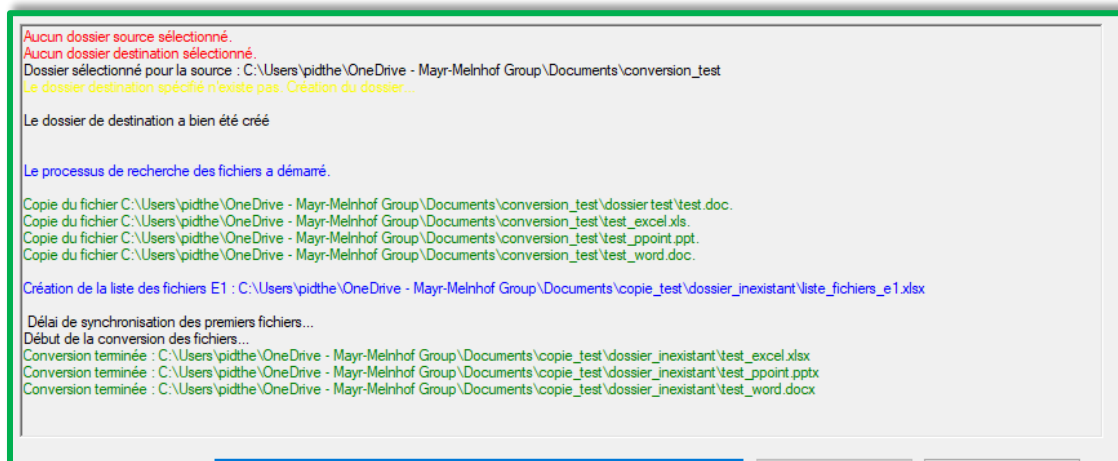 Aucun dossier source sélectionné.
Aucun dossier destination sélectionné.
Dossier sélectionné pour la source : C:\Users\pidthe\OneDrive - Mayr-Melnhof Group\Documents\conversion_test
Le dossier destination spécifié n'existe pas. Création du dossier...
Le dossier de destination a bien été créé
Le processus de recherche des fichiers a démarré.
Copie du fichier C:\Users\pidthe\OneDrive - Mayr-Melnhof Group\Documents\conversion_test\dossier test\test.doc.
Copie du fichier C:\Users\pidthe\OneDrive - Mayr-Melnhof Group\Documents\conversion_test\test_excel.xls.
Copie du fichier C:\Users\pidthe\OneDrive - Mayr-Melnhof Group\Documents\conversion_test\test_ppoint.ppt.
Copie du fichier C:\Users\pidthe\OneDrive - Mayr-Melnhof Group\Documents\conversion_test\test_word.doc.
Création de la liste des fichiers E1 : C:\Users\pidthe\OneDrive - Mayr-Melnhof Group\Documents\copie_test\dossier_inexistant\liste_fichiers_e1.xlsx
Délai de synchronisation des premiers fichiers...
Début de la conversion des fichiers...
Conversion terminée : C:\Users\pidthe\OneDrive - Mayr-Melnhof Group\Documents\copie_test\dossier_inexistant\test_excel.xlsx
Conversion terminée : C:\Users\pidthe\OneDrive - Mayr-Melnhof Group\Documents\copie_test\dossier_inexistant\test_ppoint.pptx
Conversion terminée : C:\Users\pidthe\OneDrive - Mayr-Melnhof Group\Documents\copie_test\dossier_inexistant\test_word.docx